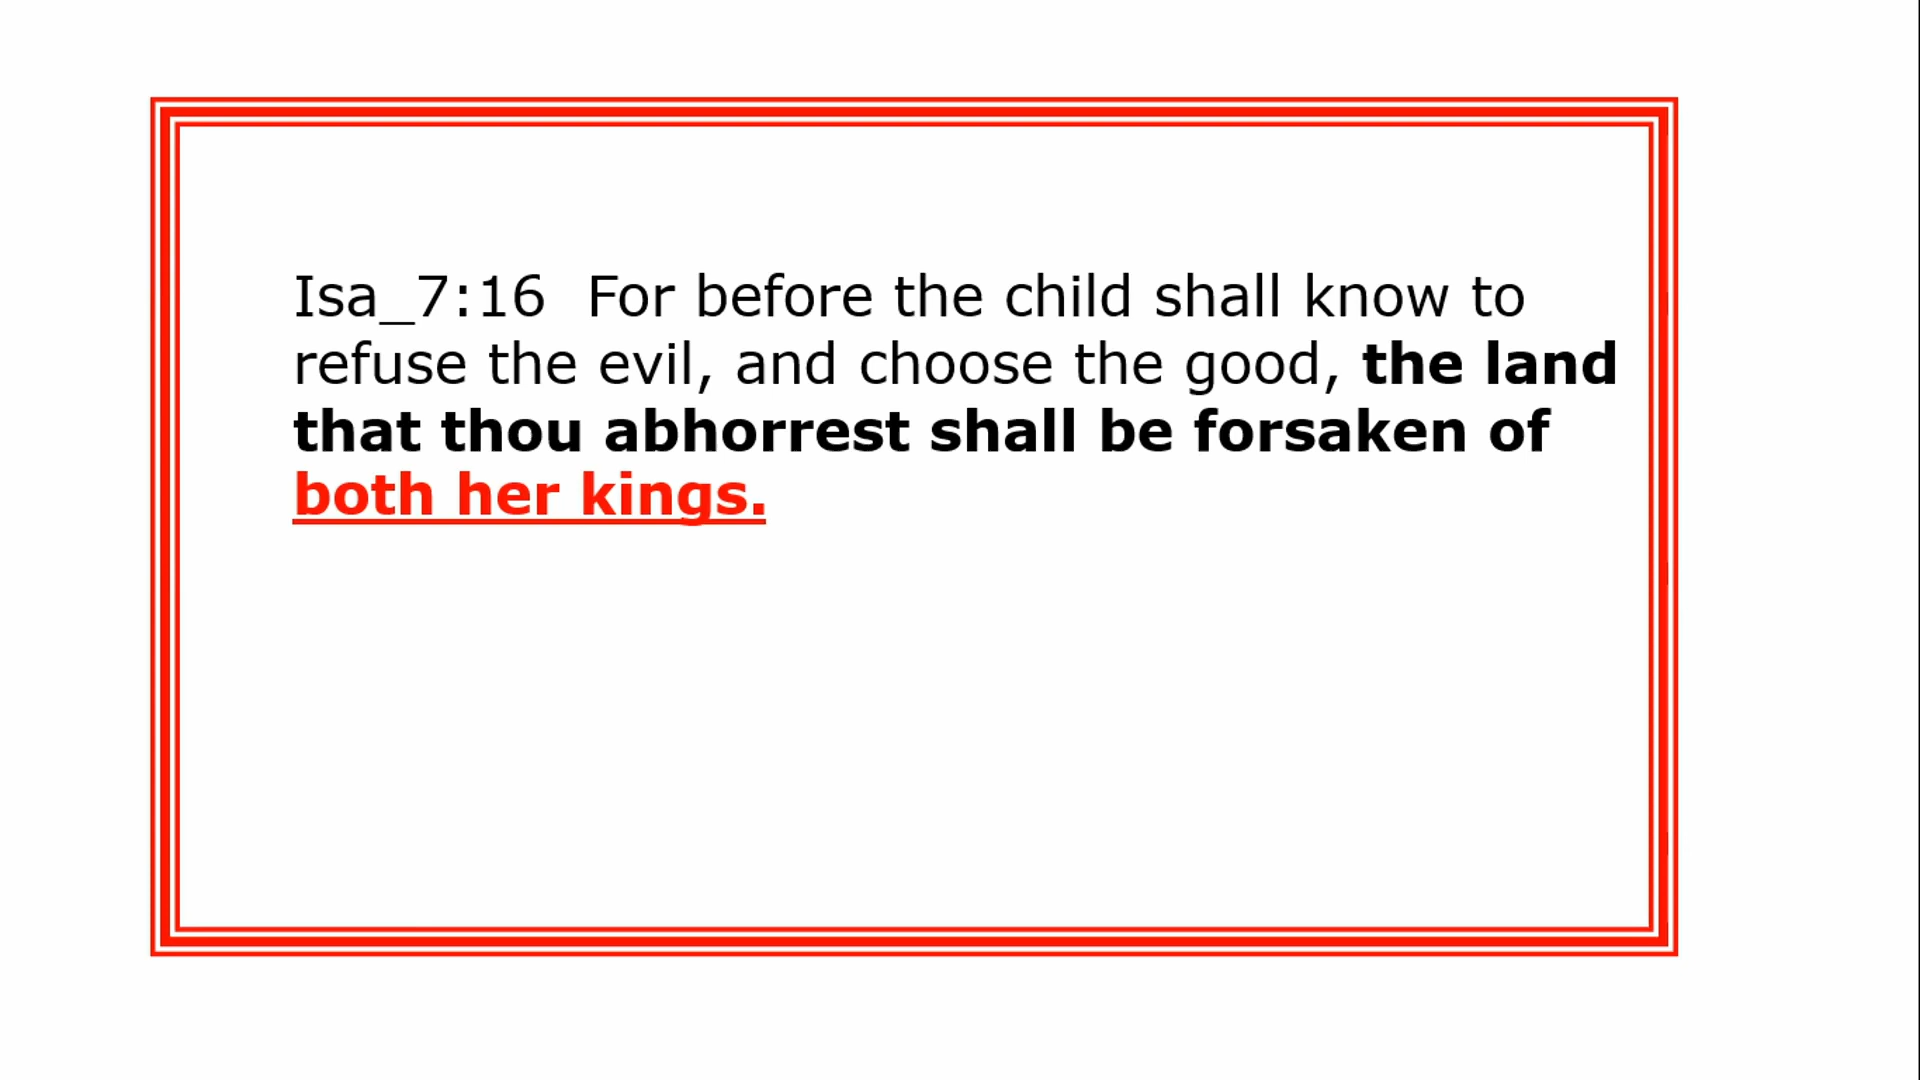 Isa_7:16  For before the child shall know to
refuse the evil, and choose the good, the land
that thou abhorrest shall be forsaken of
both her kings.